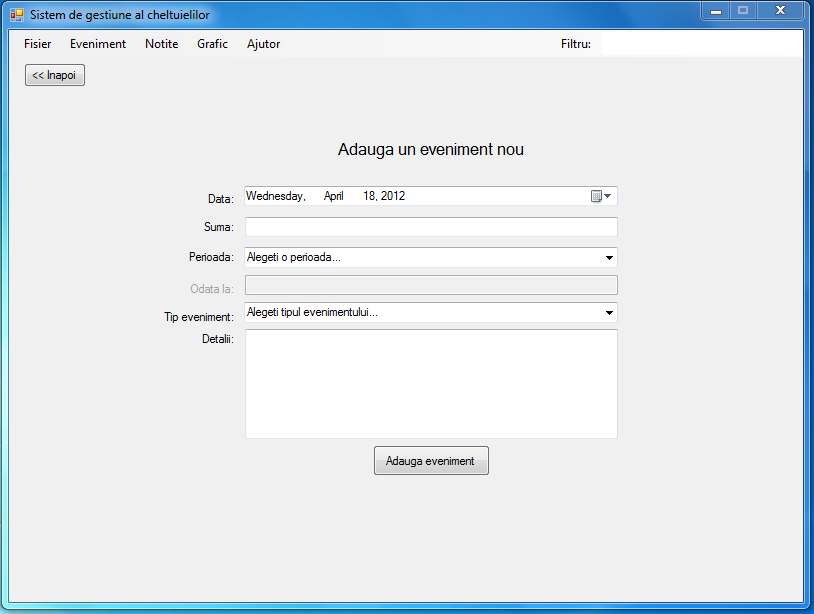 Sistem de gestiune al cheltuielilor
Fisier Eveniment Notite Grafic Ajutor Filtru:
<< Inapoi
Adauga un eveniment nou
Data: Wednesday, April 18, 2012
Suma:
Perioada: Alegeti o perioada...
Odata la:
Tip eveniment: Alegeti tipul evenimentului...
Detalii:
Adauga eveniment